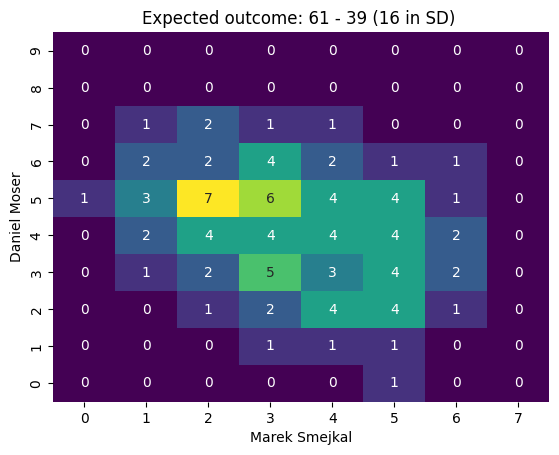 Expected outcome: 61 - 39 (16 in SD)
Daniel Moser
9 0 0 0 0 0 0 0 0
8 0 0 0 0 0 0 0 0
7 0 1 2 1 1 0 0 0
6 0 2 2 4 2 1 1 0
5 1 3 7 6 4 4 1 0
4 0 2 4 4 4 4 2 0
3 0 1 2 5 3 4 2 0
2 0 0 1 2 4 4 1 0
1 0 0 0 1 1 1 0 0
0 0 0 0 0 0 1 0 0
0 1 2 3 4 5 6 7
Marek Smejkal